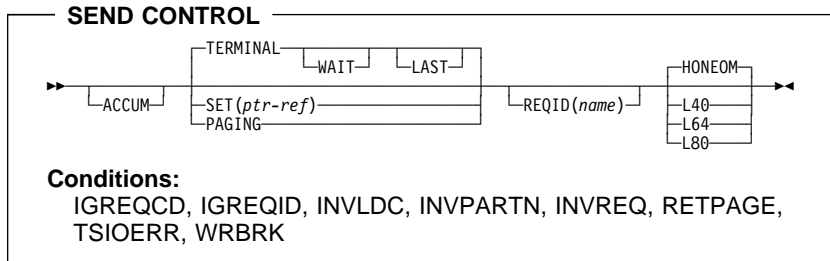 SEND CONTROL
TERMINAL WAIT LAST HONEOM
ACCUM SET(ptr-ref) REQID(name) L40
PAGING L64
L80
Conditions:
IGREQCD, IGREQID, INVLDC, INVPARTN, INVREQ, RETPAGE,
TSIOERR, WRBRK